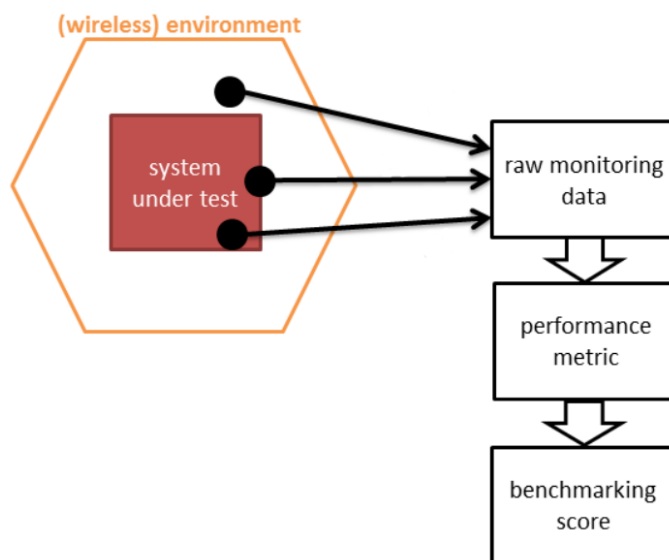 (wireless) environment
system
under test
raw monitoring
data
performance
metric
benchmarking
score